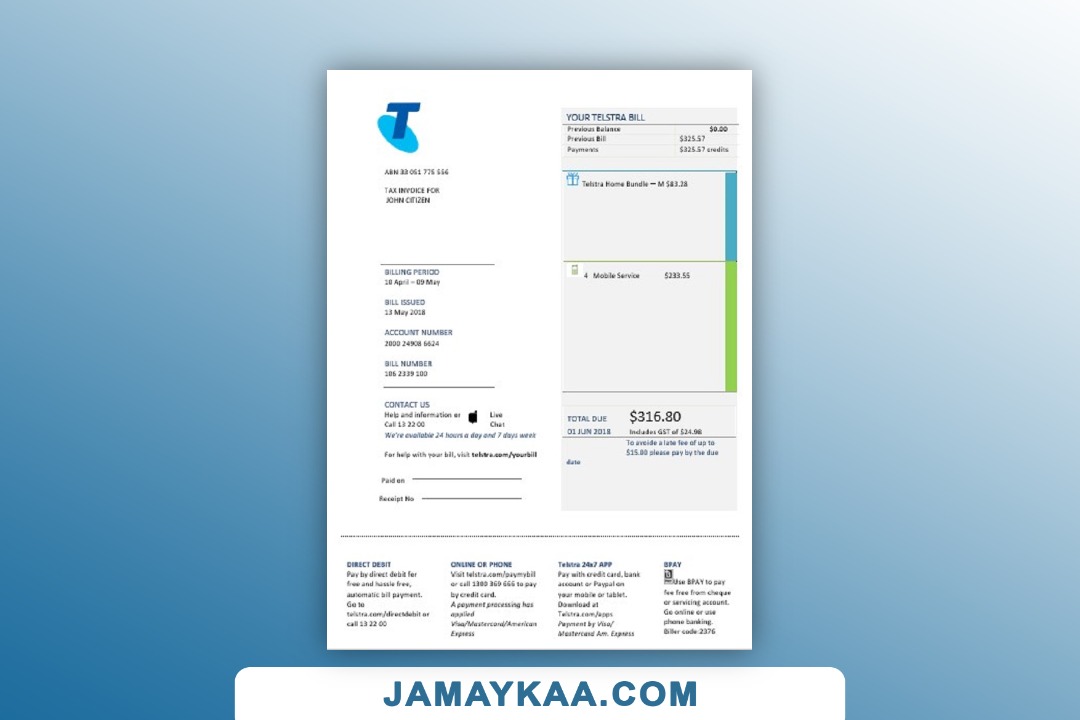 T
ABN 33 051 775 556
TAX INVOICE FOR
JOHN CITIZEN
BILLING PERIOD
10 April – 09 May
BILL ISSUED
13 May 2018
ACCOUNT NUMBER
2000 24908 6624
BILL NUMBER
106 2339 100
CONTACT US
Help and information or Live
Call 13 22 00 Chat
We're available 24 hours a day and 7 days week
For help with your bill, visit telstra.com/yourbill
Paid on
Receipt No
YOUR TELSTRA BILL
Previous Balance $0.00
Previous Bill $325.57
Payments $325.57 credits
Telstra Home Bundle — M $83.28
4 Mobile Service $233.55
TOTAL DUE $316.80
01 JUN 2018 Includes GST of $24.98
To avoide a late fee of up to
$15.00 please pay by the due
date
DIRECT DEBIT
Pay by direct debit for
free and hassle free,
automatic bill payment.
Go to
telstra.com/directdebit or
call 13 22 00
ONLINE OR PHONE
Visit telstra.com/paymybill
or call 1300 369 666 to pay
by credit card.
A payment processing has
applied
Visa/Mastercard/American
Express
Telstra 24x7 APP
Pay with credit card, bank
account or Paypal on
your mobile or tablet.
Download at
Telstra.com/apps
Payment by Visa/
Mastercard Am. Express
BPAY
Use BPAY to pay
fee free from cheque
or servicing account.
Go online or use
phone banking.
Biller code:2376
JAMAYKAA.COM